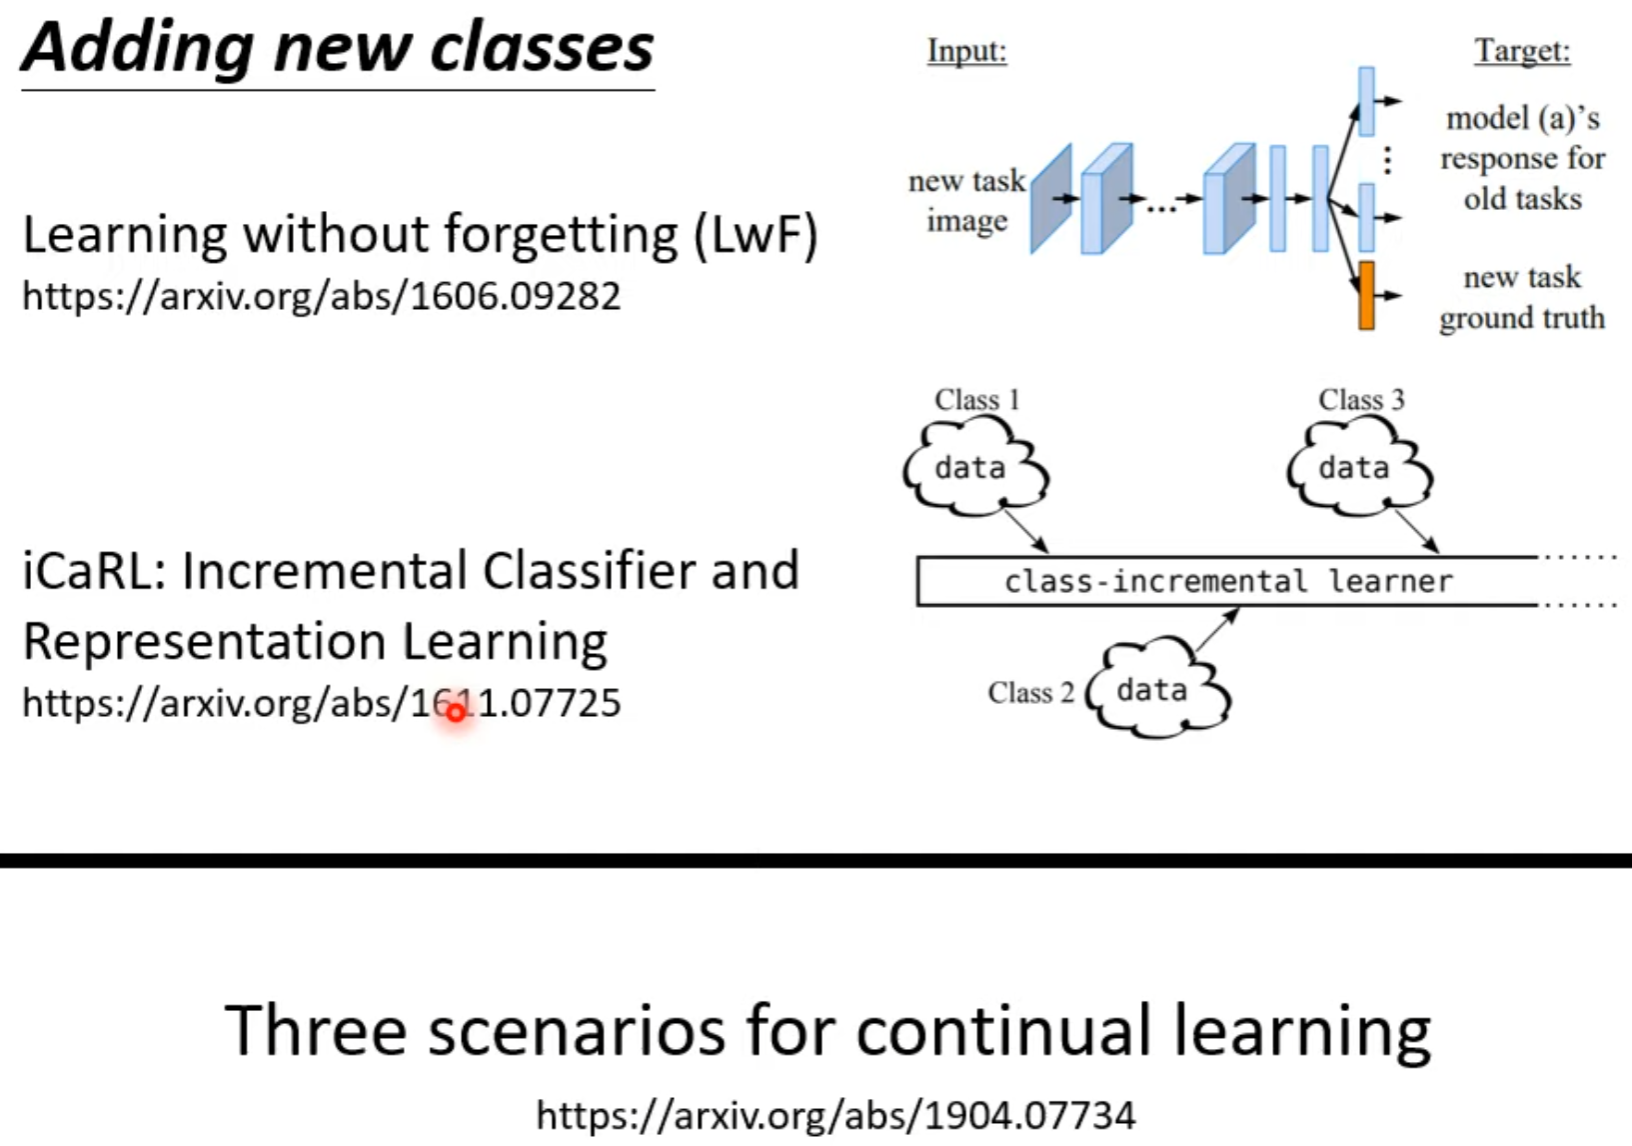 Adding new classes
Learning without forgetting (LwF)
https://arxiv.org/abs/1606.09282
Input:
Target:
new task
image
...
model (a)'s
response for
old tasks
new task
ground truth
iCaRL: Incremental Classifier and
Representation Learning
https://arxiv.org/abs/1611.07725
Class 1
data
Class 3
data
class-incremental learner
Class 2
data
Three scenarios for continual learning
https://arxiv.org/abs/1904.07734